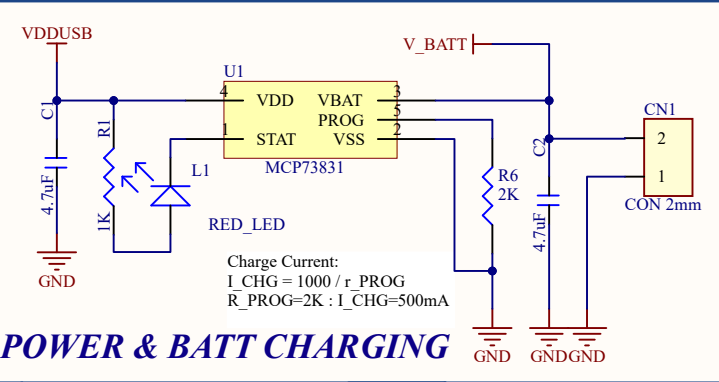 VDDUSB
V_BATT
U1
C1
R1
4
VDD
VBAT
3
PROG
5
1
STAT
VSS
2
MCP73831
CN1
2
1
CON 2mm
C2
L1
R6
2K
4.7uF
1K
RED_LED
4.7uF
GND
Charge Current:
I_CHG = 1000 / r_PROG
R_PROG=2K : I_CHG=500mA
POWER & BATT CHARGING
GND
GND
GND